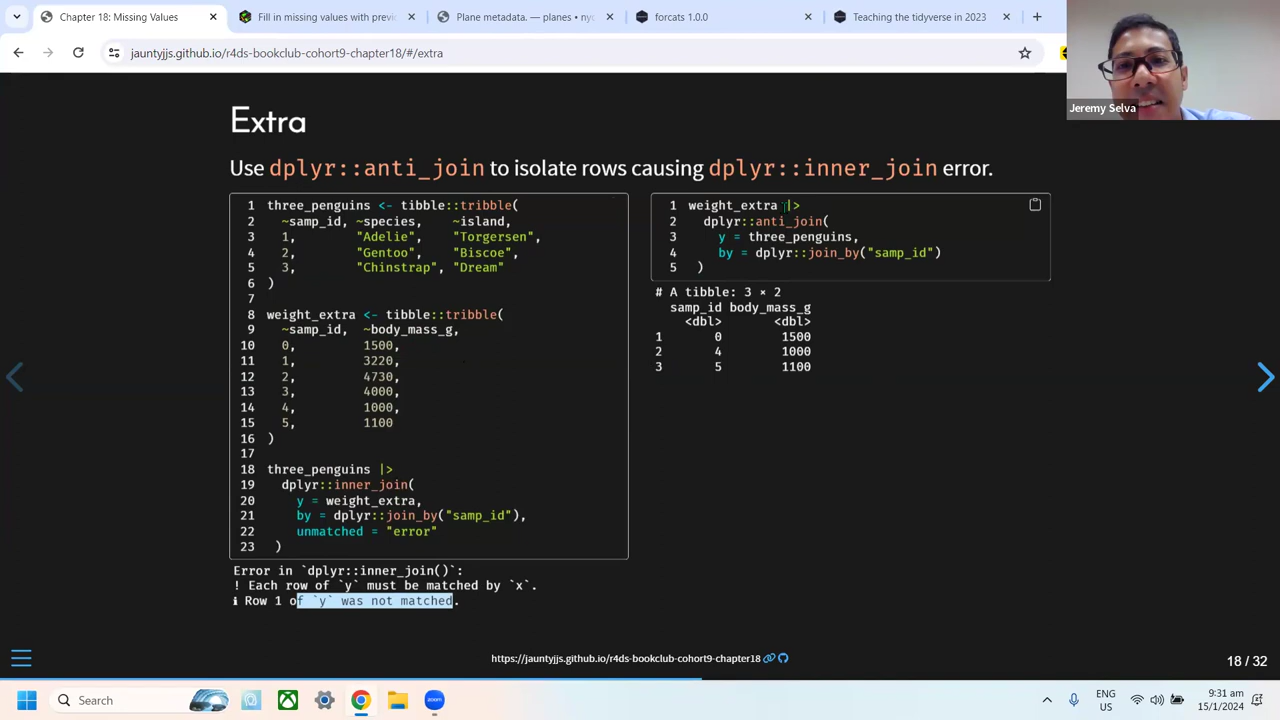 Chapter 18: Missing Values
Fill in missing values with previ
Plane metadata. — planes • nyc
forcats 1.0.0
Teaching the tidyverse in 2023
jauntyjjs.github.io/r4ds-bookclub-cohort9-chapter18/#/extra
Jeremy Selva
Extra
Use dplyr::anti_join to isolate rows causing dplyr::inner_join error.
1 three_penguins <- tibble::tribble(
2 ~samp_id, ~species, ~island,
3 1, "Adelie", "Torgersen",
4 2, "Gentoo", "Biscoe",
5 3, "Chinstrap", "Dream"
6 )
7
8 weight_extra <- tibble::tribble(
9 ~samp_id, ~body_mass_g,
10 0, 1500,
11 1, 3220,
12 2, 4730,
13 3, 4000,
14 4, 1000,
15 5, 1100
16 )
17
18 three_penguins |>
19 dplyr::inner_join(
20 y = weight_extra,
21 by = dplyr::join_by("samp_id"),
22 unmatched = "error"
23 )
Error in `dplyr::inner_join()`:
! Each row of `y` must be matched by `x`.
ℹ Row 1 of `y` was not matched.
1 weight_extra |>
2 dplyr::anti_join(
3 y = three_penguins,
4 by = dplyr::join_by("samp_id")
5 )
# A tibble: 3 × 2
samp_id body_mass_g
<dbl> <dbl>
1 0 1500
2 4 1000
3 5 1100
https://jauntyjjs.github.io/r4ds-bookclub-cohort9-chapter18
18 / 32
Search
zoom
ENG
US
9:31 am
15/1/2024